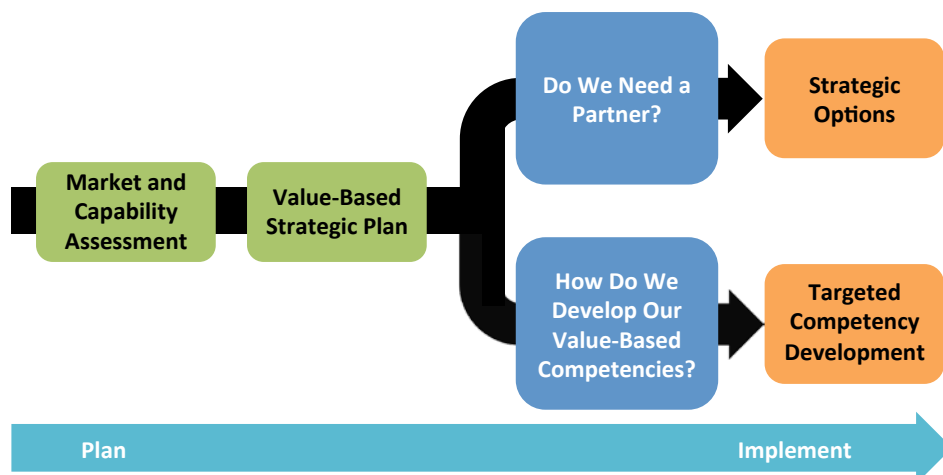 Market and
Capability
Assessment
Value-Based
Strategic Plan
Do We Need a
Partner?
Strategic
Options
How Do We
Develop Our
Value-Based
Competencies?
Targeted
Competency
Development
Plan
Implement